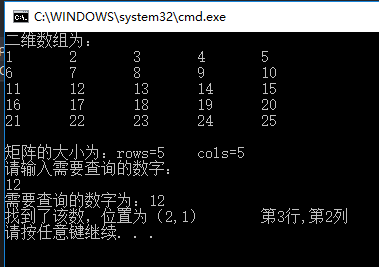 C:\WINDOWS\system32\cmd.exe
二维数组为:
1 2 3 4 5
6 7 8 9 10
11 12 13 14 15
16 17 18 19 20
21 22 23 24 25
矩阵的大小为: rows=5 cols=5
请输入需要查询的数字:
12
需要查询的数字为: 12
找到了该数, 位置为 (2,1) 第3行,第2列
请按任意键继续. . .